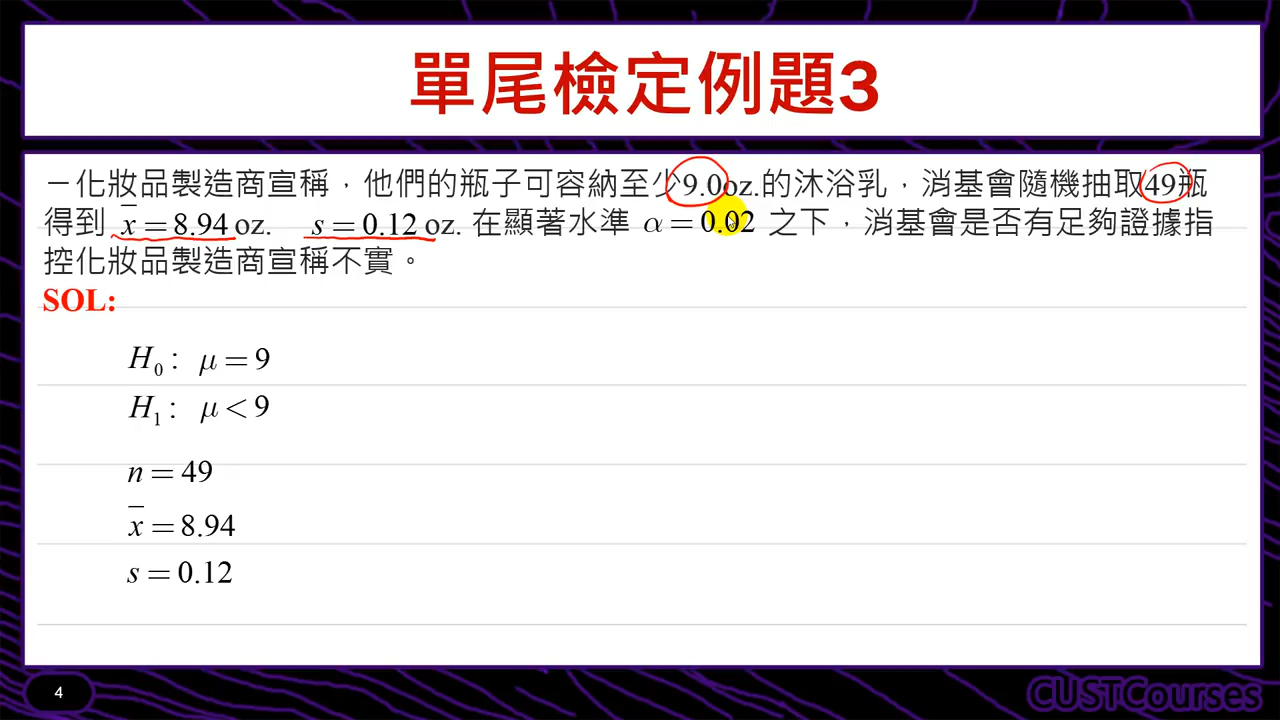 單尾檢定例題3
一化妝品製造商宣稱，他們的瓶子可容納至少9.0oz.的沐浴乳，消基會隨機抽取49瓶
得到 x̄ = 8.94 oz. s = 0.12 oz. 在顯著水準 α = 0.02 之下，消基會是否有足夠證據指
控化妝品製造商宣稱不實。
SOL:
H₀ : μ = 9
H₁ : μ < 9
n = 49
x̄ = 8.94
s = 0.12
4
CUSTCourses